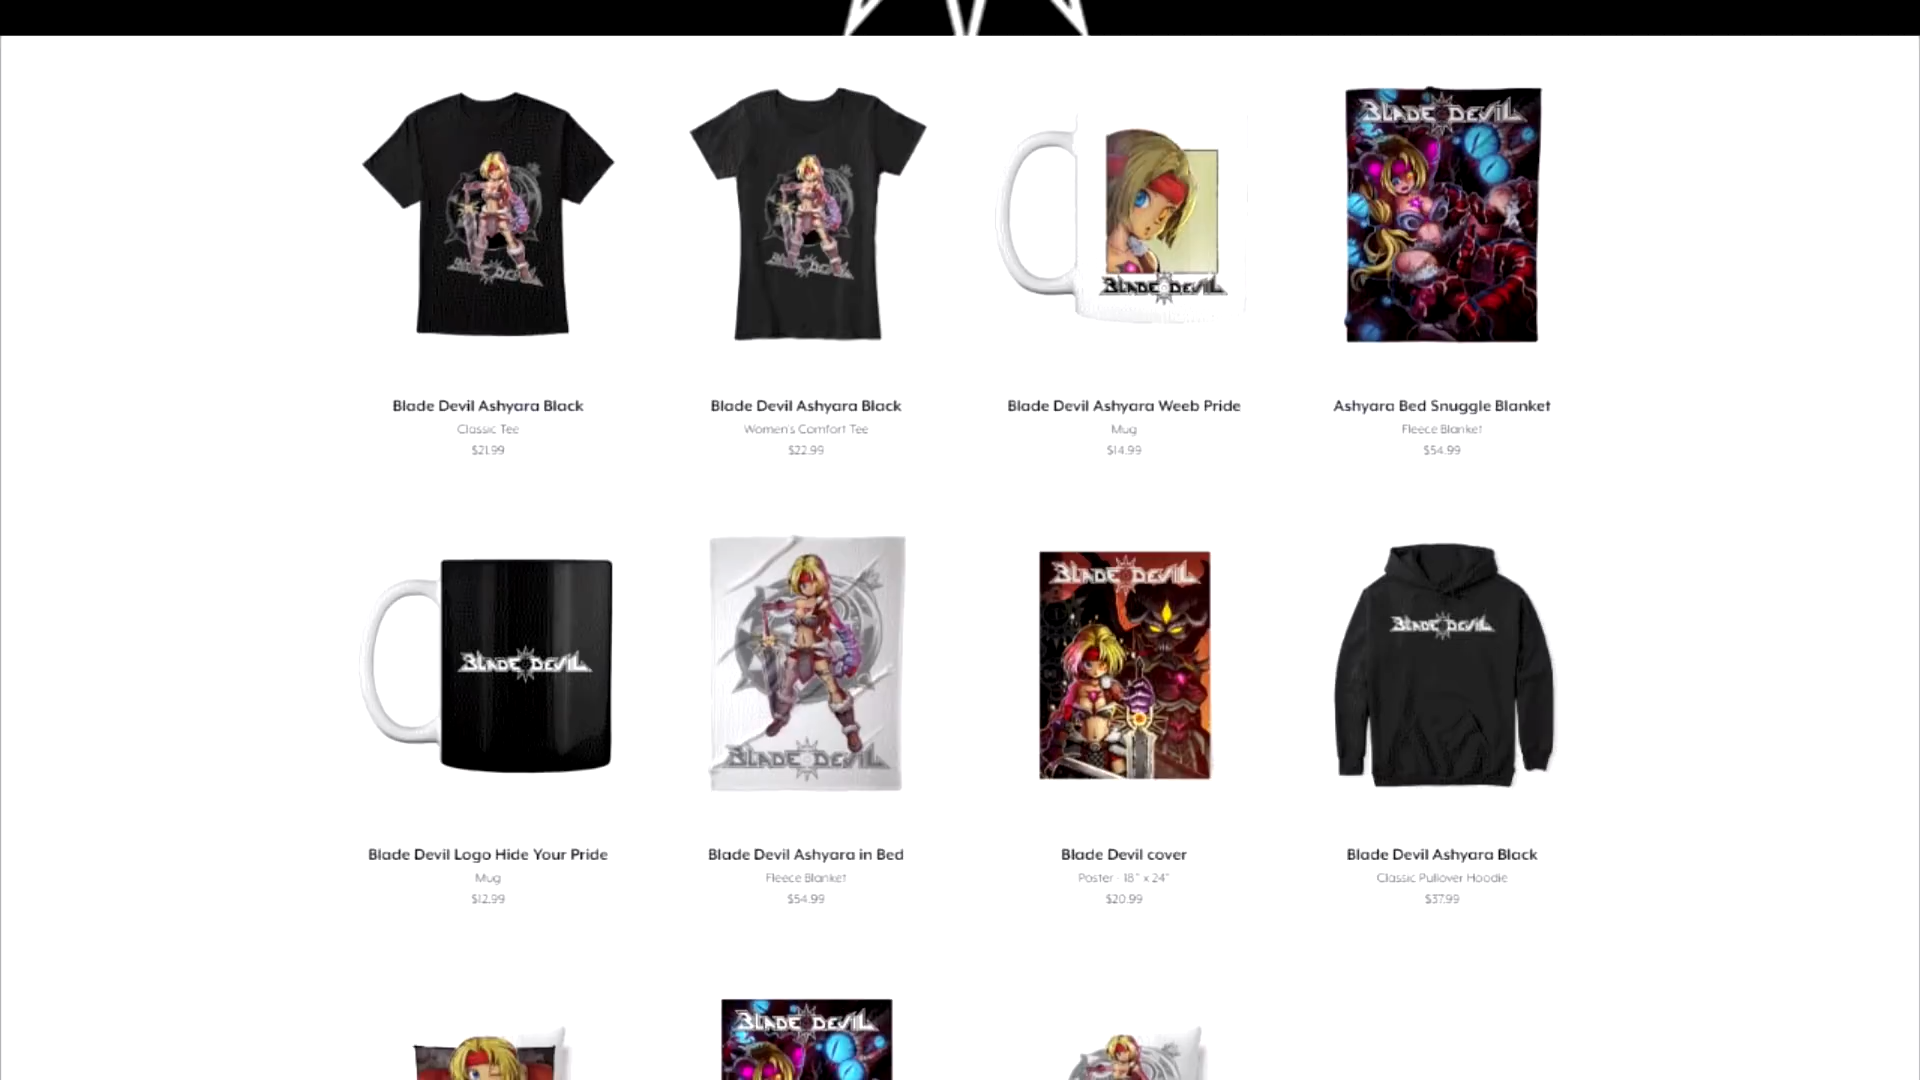 BLADE DEVIL
BLADE DEVIL
BLADE DEVIL
BLADE DEVIL
Blade Devil Ashyara Black
Classic Tee
$21.99
Blade Devil Ashyara Black
Women's Comfort Tee
$22.99
Blade Devil Ashyara Weeb Pride
Mug
$14.99
Ashyara Bed Snuggle Blanket
Fleece Blanket
$54.99
BLADE DEVIL
BLADE DEVIL
BLADE DEVIL
BLADE DEVIL
Blade Devil Logo Hide Your Pride
Mug
$12.99
Blade Devil Ashyara in Bed
Fleece Blanket
$54.99
Blade Devil cover
Poster - 18" x 24"
$20.99
Blade Devil Ashyara Black
Classic Pullover Hoodie
$37.99
BLADE DEVIL